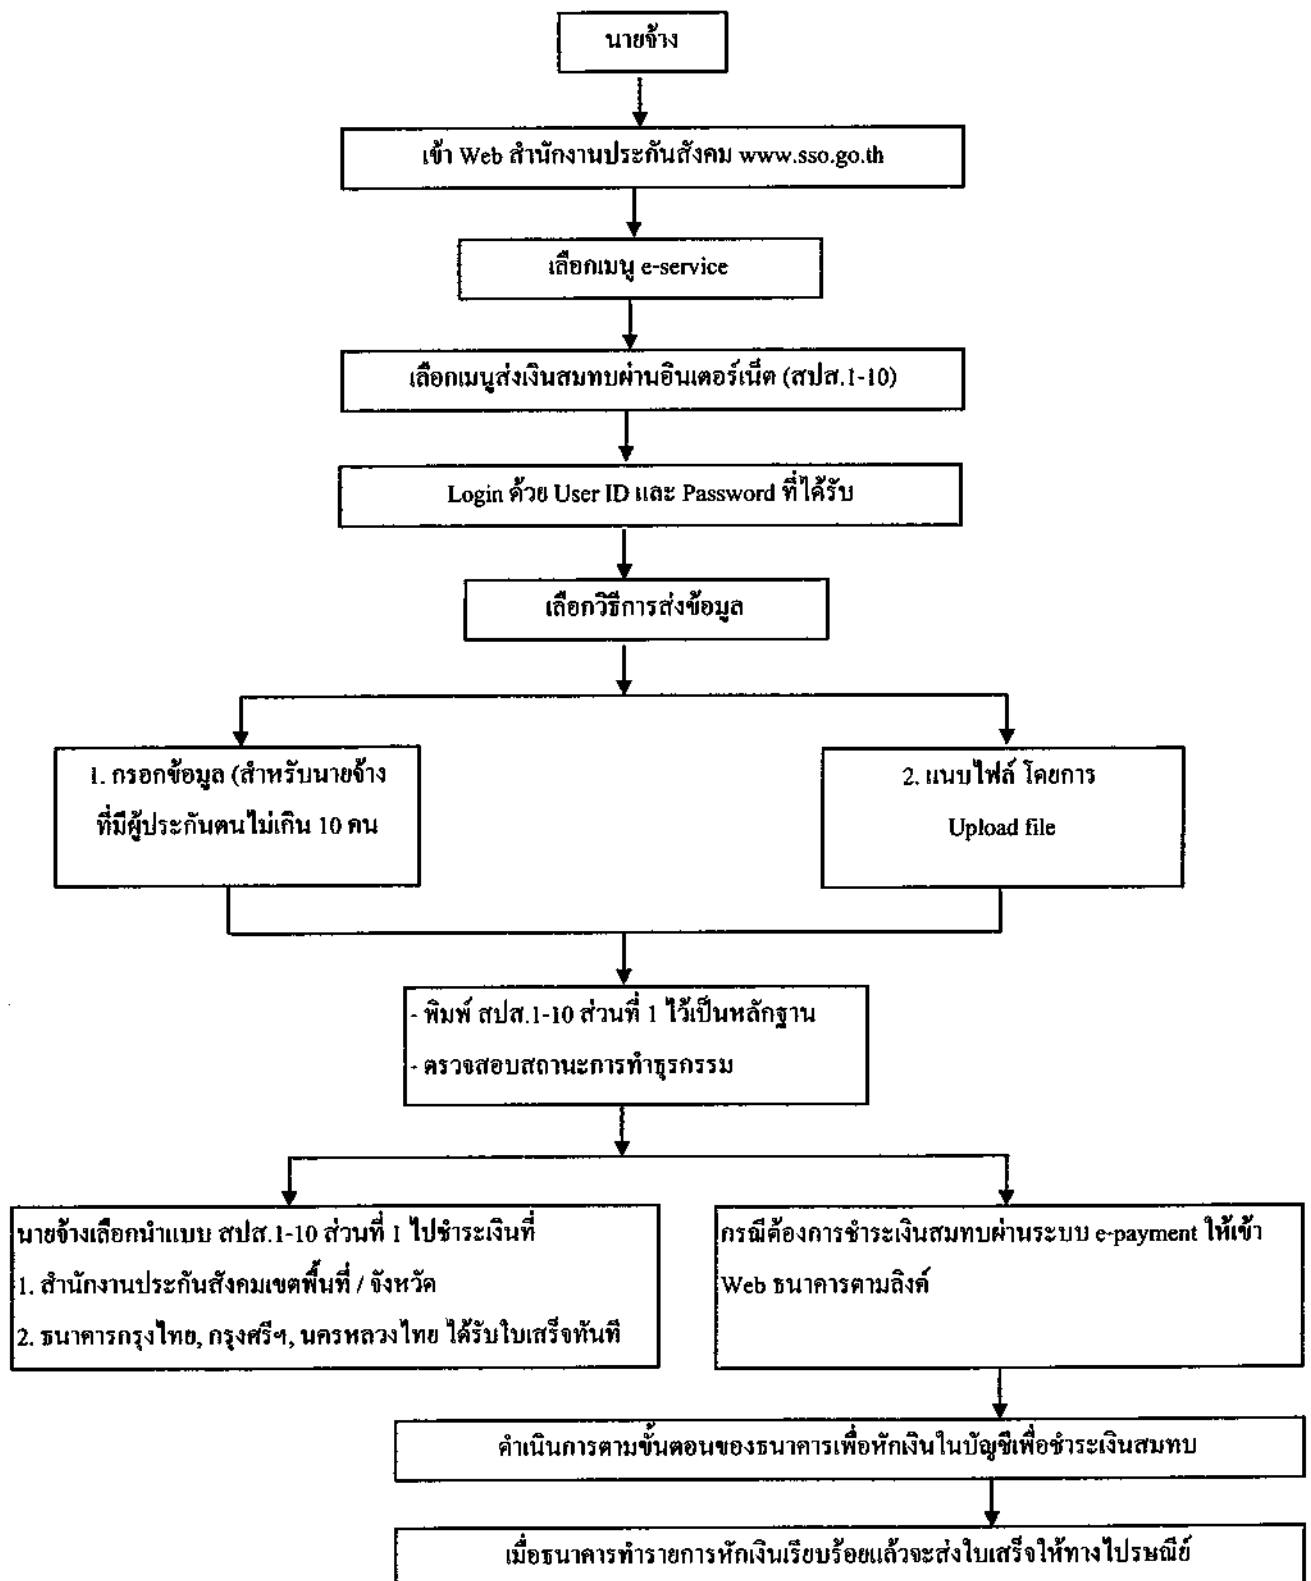 นายจ้าง
เข้า Web สำนักงานประกันสังคม www.sso.go.th
เลือกเมนู e-service
เลือกเมนูส่งเงินสมทบผ่านอินเตอร์เน็ต (สปส.1-10)
Login ด้วย User ID และ Password ที่ได้รับ
เลือกวิธีการส่งข้อมูล
1. กรอกข้อมูล (สำหรับนายจ้าง
ที่มีผู้ประกันตนไม่เกิน 10 คน
2. แนบไฟล์ โดยการ
Upload file
- พิมพ์ สปส.1-10 ส่วนที่ 1 ไว้เป็นหลักฐาน
- ตรวจสอบสถานะการทำธุรกรรม
นายจ้างเลือกนำแบบ สปส.1-10 ส่วนที่ 1 ไปชำระเงินที่
1. สำนักงานประกันสังคมเขตพื้นที่ / จังหวัด
2. ธนาคารกรุงไทย, กรุงศรีฯ, นครหลวงไทย ได้รับใบเสร็จทันที
กรณีต้องการชำระเงินสมทบผ่านระบบ e-payment ให้เข้า
Web ธนาคารตามลิงค์
ดำเนินการตามขั้นตอนของธนาคารเพื่อหักเงินในบัญชีเพื่อชำระเงินสมทบ
เมื่อธนาคารทำรายการหักเงินเรียบร้อยแล้วจะส่งใบเสร็จให้ทางไปรษณีย์